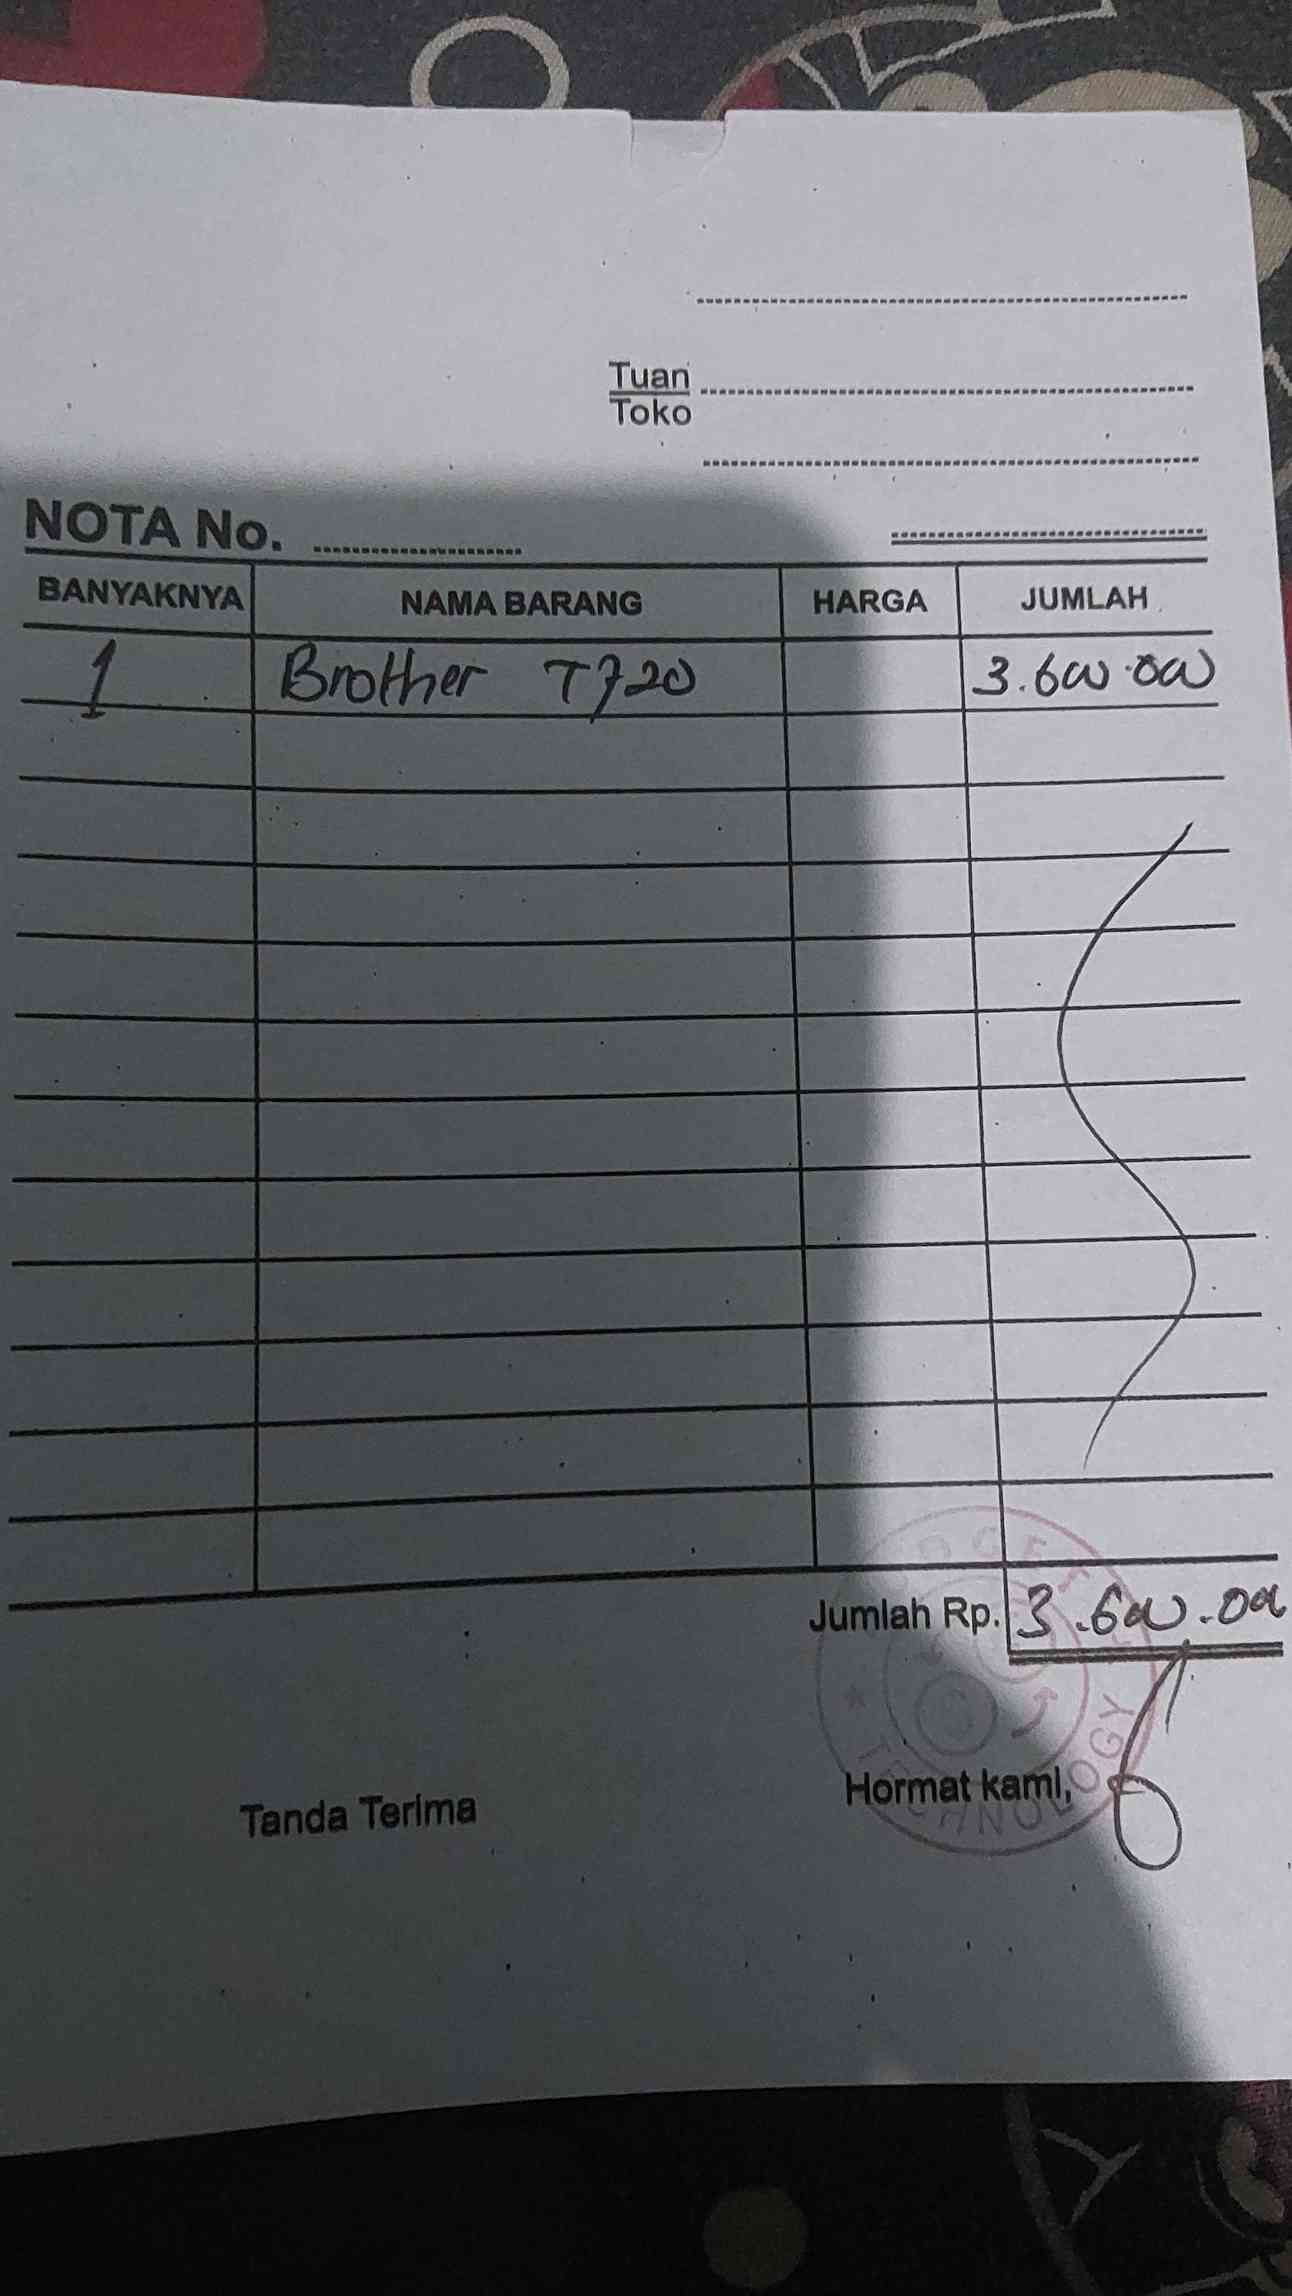 Tuan
Toko
NOTA No.
BANYAKNYA NAMA BARANG HARGA JUMLAH
1 Brother T720 3.600.000
Jumlah Rp. 3.600.000
Tanda Terima Hormat kami,
TECHNOLOGY